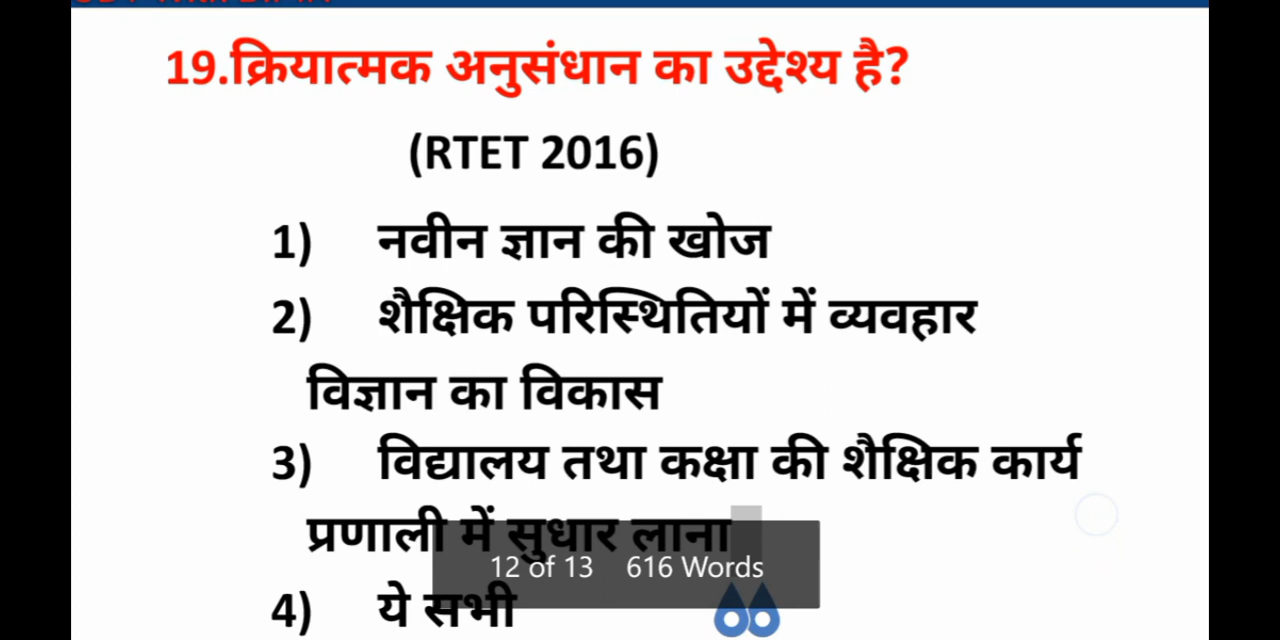 19.क्रियात्मक अनुसंधान का उद्देश्य है?
(RTET 2016)
1) नवीन ज्ञान की खोज
2) शैक्षिक परिस्थितियों में व्यवहार
विज्ञान का विकास
3) विद्यालय तथा कक्षा की शैक्षिक कार्य
प्रणाली में सुधार लाना
12 of 13 616 Words
4) ये सभी